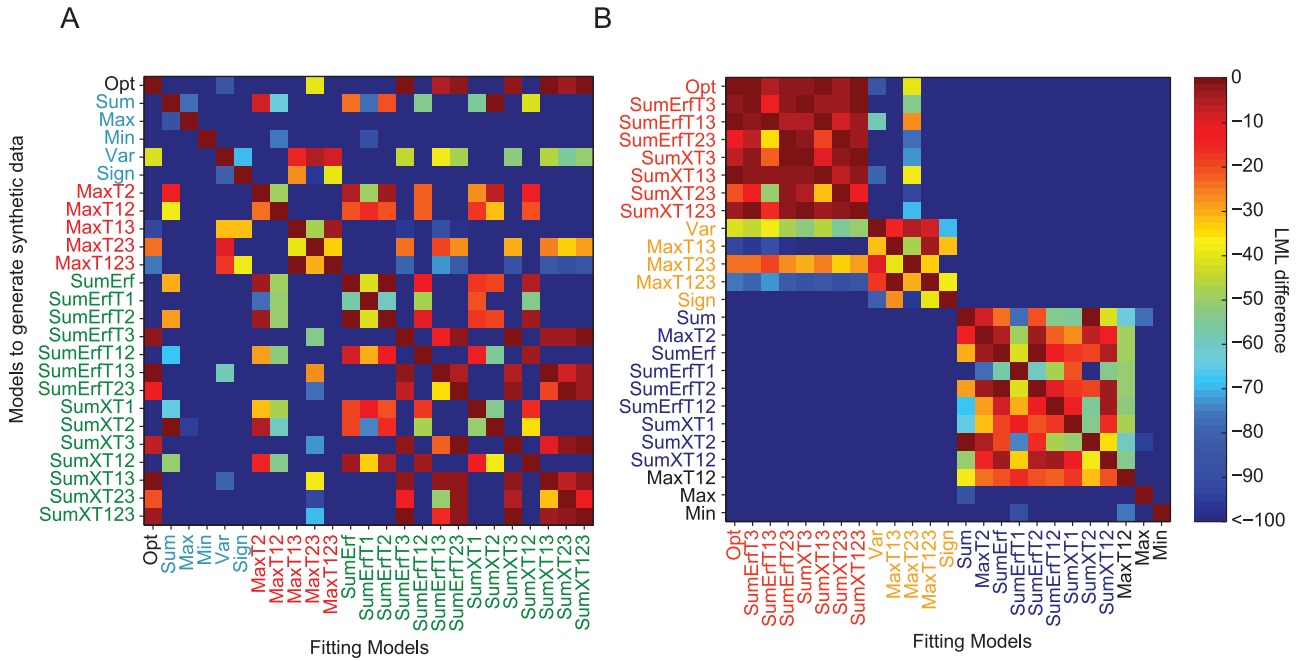 A
B
Models to generate synthetic data
Opt
Sum
Max
Min
Var
Sign
MaxT2
MaxT12
MaxT13
MaxT23
MaxT123
SumErf
SumErfT1
SumErfT2
SumErfT3
SumErfT12
SumErfT13
SumErfT23
SumXT1
SumXT2
SumXT3
SumXT12
SumXT13
SumXT23
SumXT123
Opt
Sum
Max
Min
Var
Sign
MaxT2
MaxT12
MaxT13
MaxT23
MaxT123
SumErf
SumErfT1
SumErfT2
SumErfT3
SumErfT12
SumErfT13
SumErfT23
SumXT1
SumXT2
SumXT3
SumXT12
SumXT13
SumXT23
SumXT123
Fitting Models
Opt
SumErfT3
SumErfT13
SumErfT23
SumXT3
SumXT13
SumXT23
SumXT123
Var
MaxT13
MaxT23
MaxT123
Sign
Sum
MaxT2
SumErf
SumErfT1
SumErfT2
SumErfT12
SumXT1
SumXT2
SumXT12
MaxT12
Max
Min
Opt
SumErfT3
SumErfT13
SumErfT23
SumXT3
SumXT13
SumXT23
SumXT123
Var
MaxT13
MaxT23
MaxT123
Sign
Sum
MaxT2
SumErf
SumErfT1
SumErfT2
SumErfT12
SumXT1
SumXT2
SumXT12
MaxT12
Max
Min
Fitting Models
0
−10
−20
−30
−40
−50
−60
−70
−80
−90
<−100
LML difference